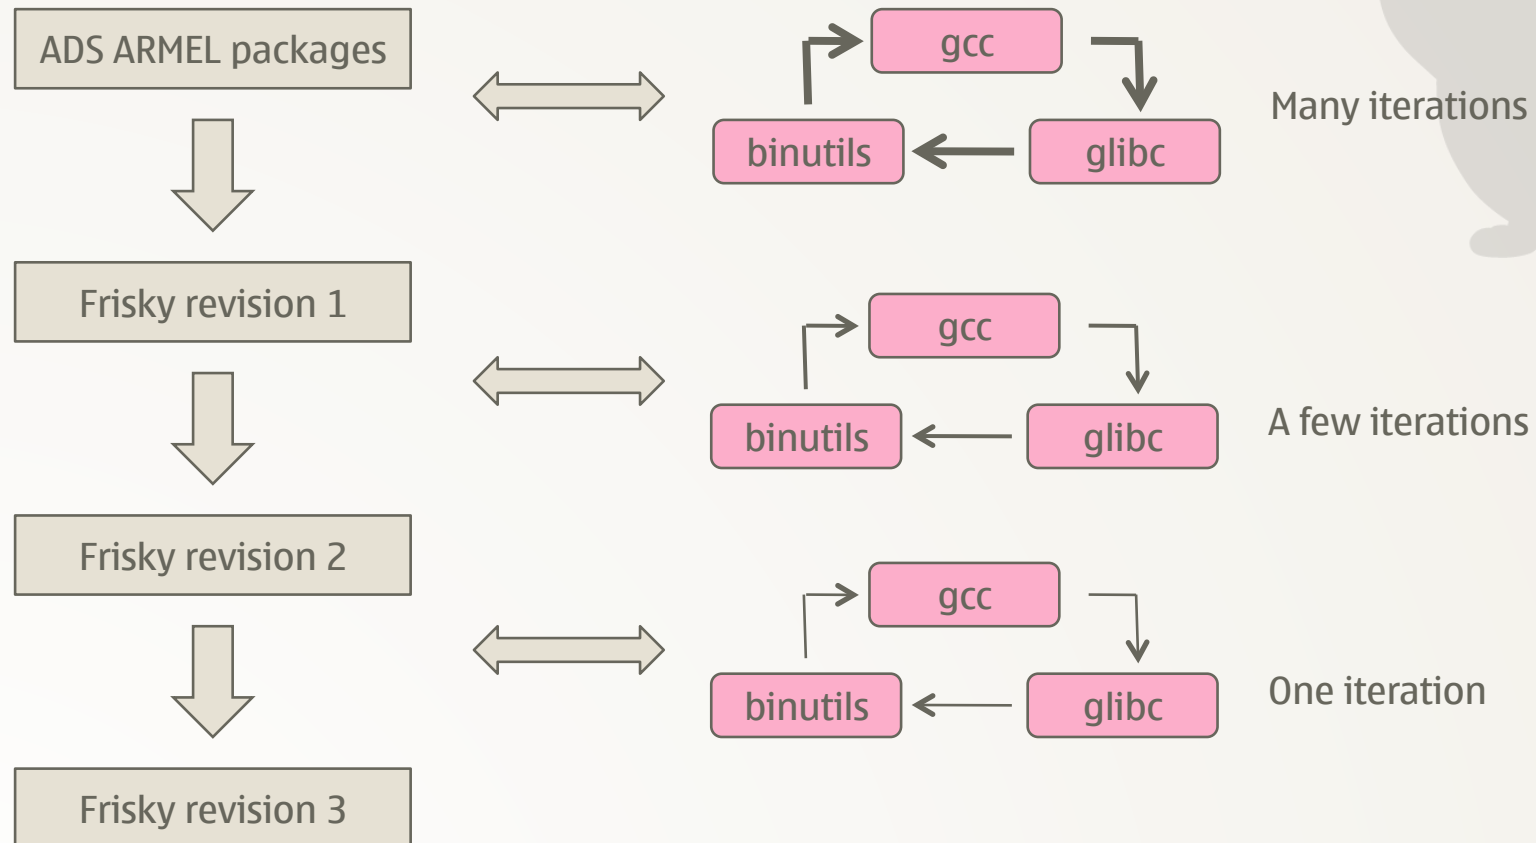 ADS ARMEL packages
gcc
Many iterations
binutils
glibc
Frisky revision 1
gcc
A few iterations
binutils
glibc
Frisky revision 2
gcc
One iteration
binutils
glibc
Frisky revision 3